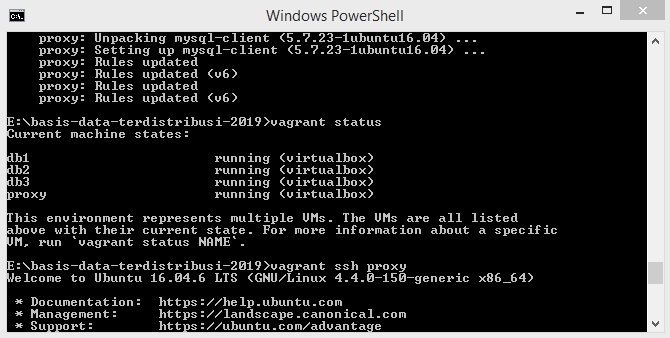 Windows PowerShell
proxy: Unpacking mysql-client (5.7.23-1ubuntu16.04) ...
proxy: Setting up mysql-client (5.7.23-1ubuntu16.04) ...
proxy: Rules updated
proxy: Rules updated (v6)
proxy: Rules updated
proxy: Rules updated (v6)
E:\basis-data-terdistribusi-2019>vagrant status
Current machine states:
db1 running (virtualbox)
db2 running (virtualbox)
db3 running (virtualbox)
proxy running (virtualbox)
This environment represents multiple VMs. The VMs are all listed
above with their current state. For more information about a specific
VM, run `vagrant status NAME`.
E:\basis-data-terdistribusi-2019>vagrant ssh proxy
Welcome to Ubuntu 16.04.6 LTS (GNU/Linux 4.4.0-150-generic x86_64)
* Documentation: https://help.ubuntu.com
* Management: https://landscape.canonical.com
* Support: https://ubuntu.com/advantage